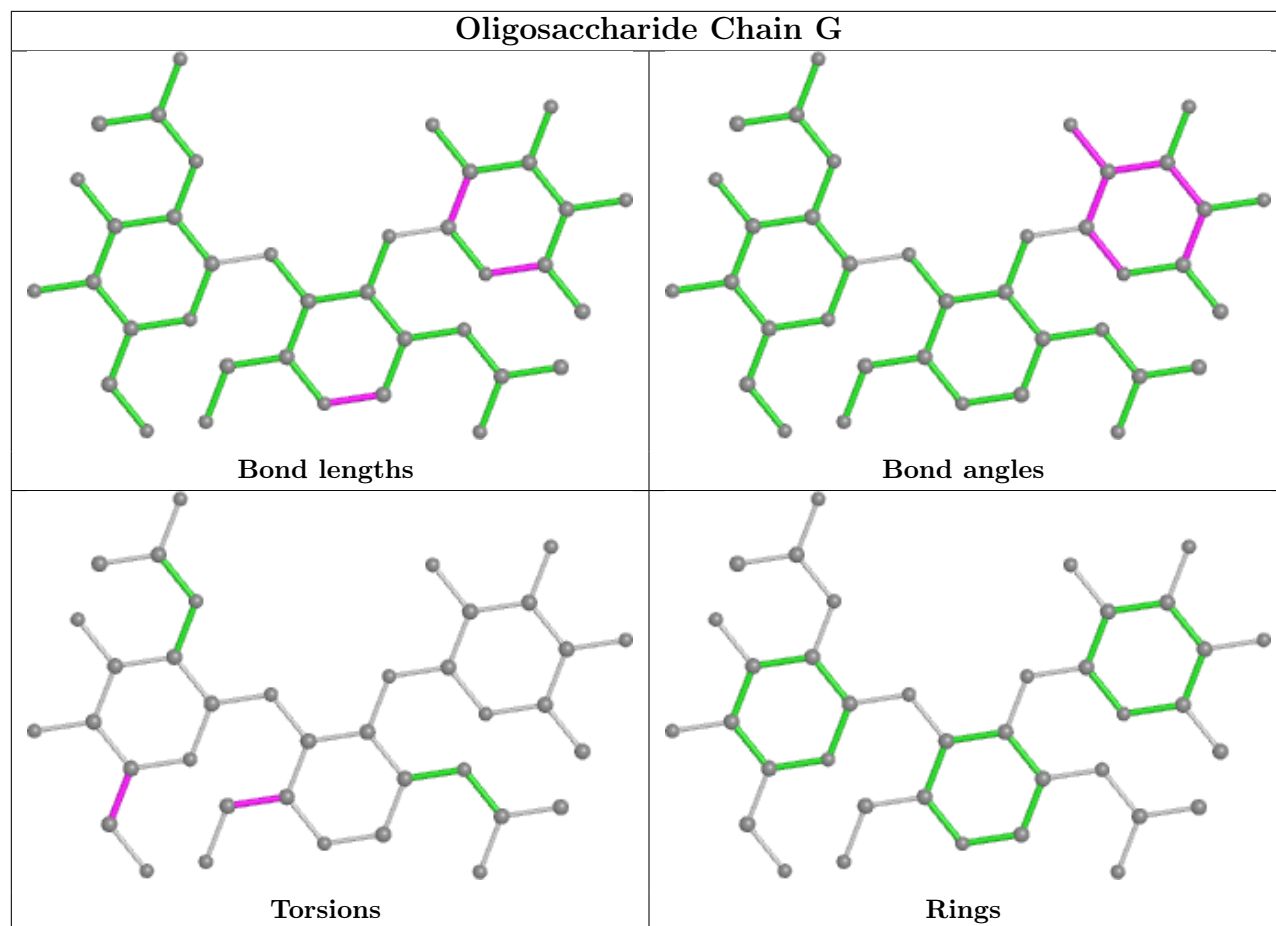 Oligosaccharide Chain G
Bond lengths
Bond angles
Torsions
Rings